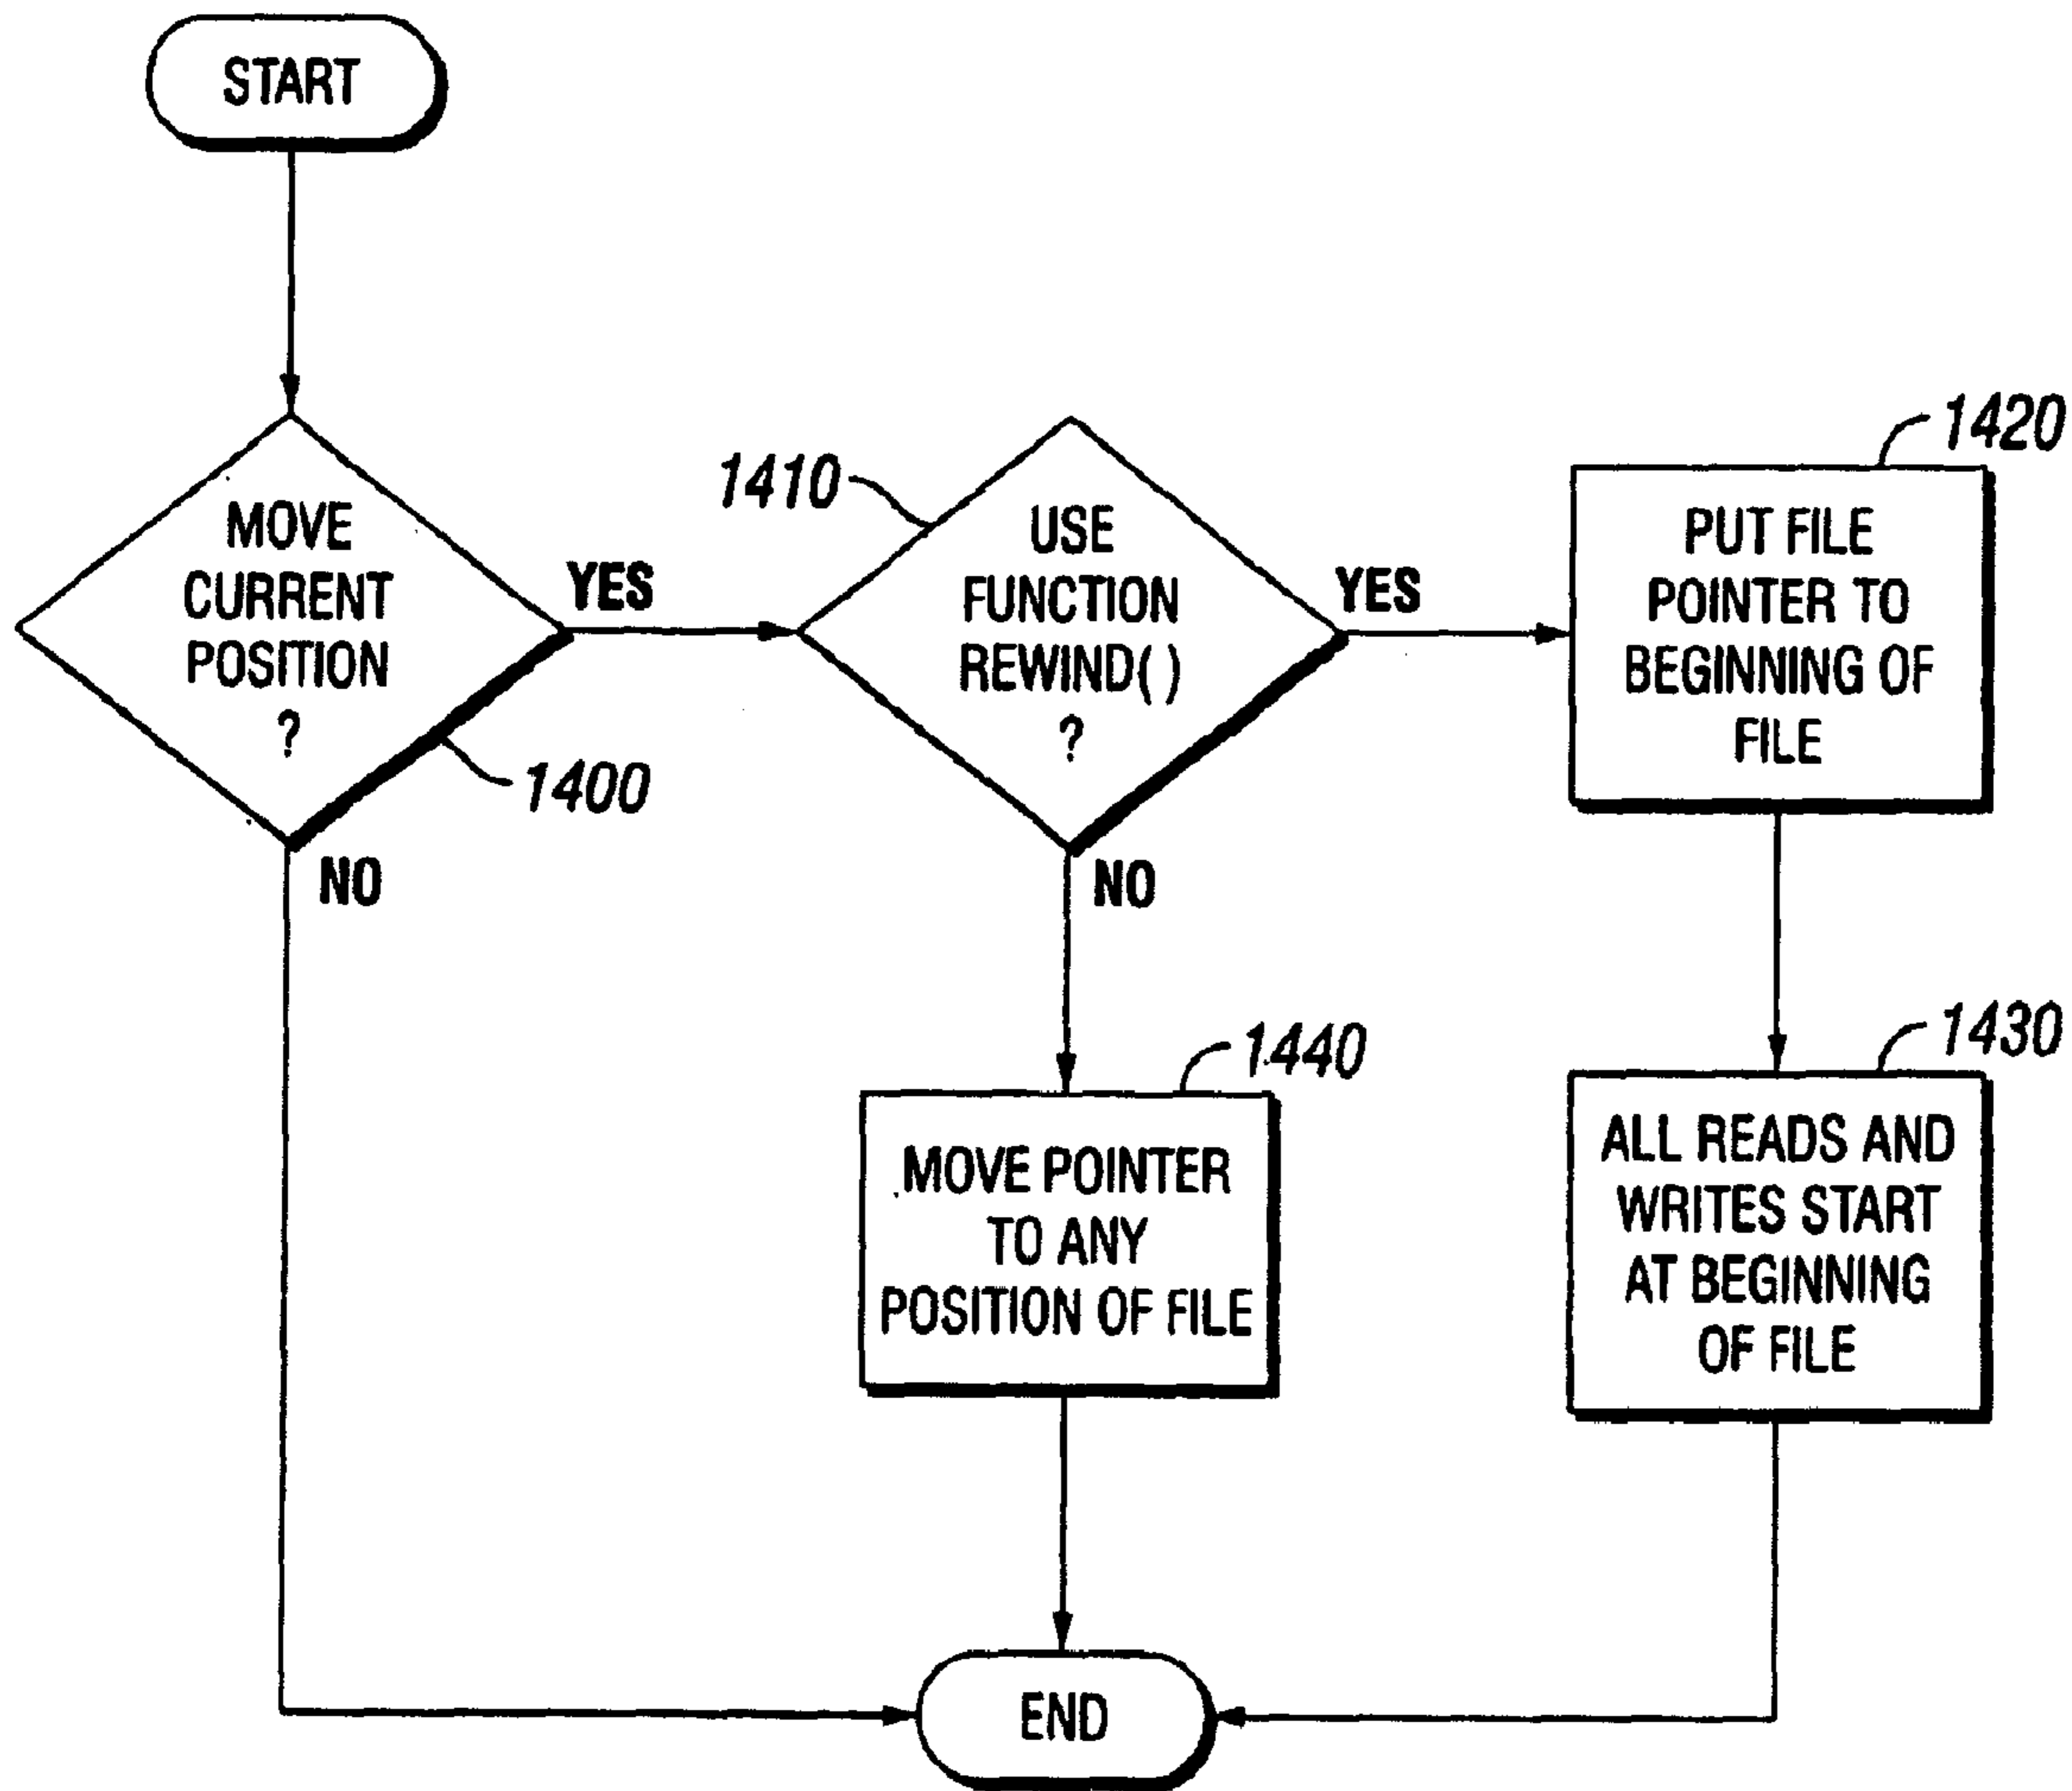 START
MOVE
CURRENT
POSITION
?
1400
YES
NO
1410
USE
FUNCTION
REWIND( )
?
YES
NO
1420
PUT FILE
POINTER TO
BEGINNING OF
FILE
1430
ALL READS AND
WRITES START
AT BEGINNING
OF FILE
1440
MOVE POINTER
TO ANY
POSITION OF FILE
END